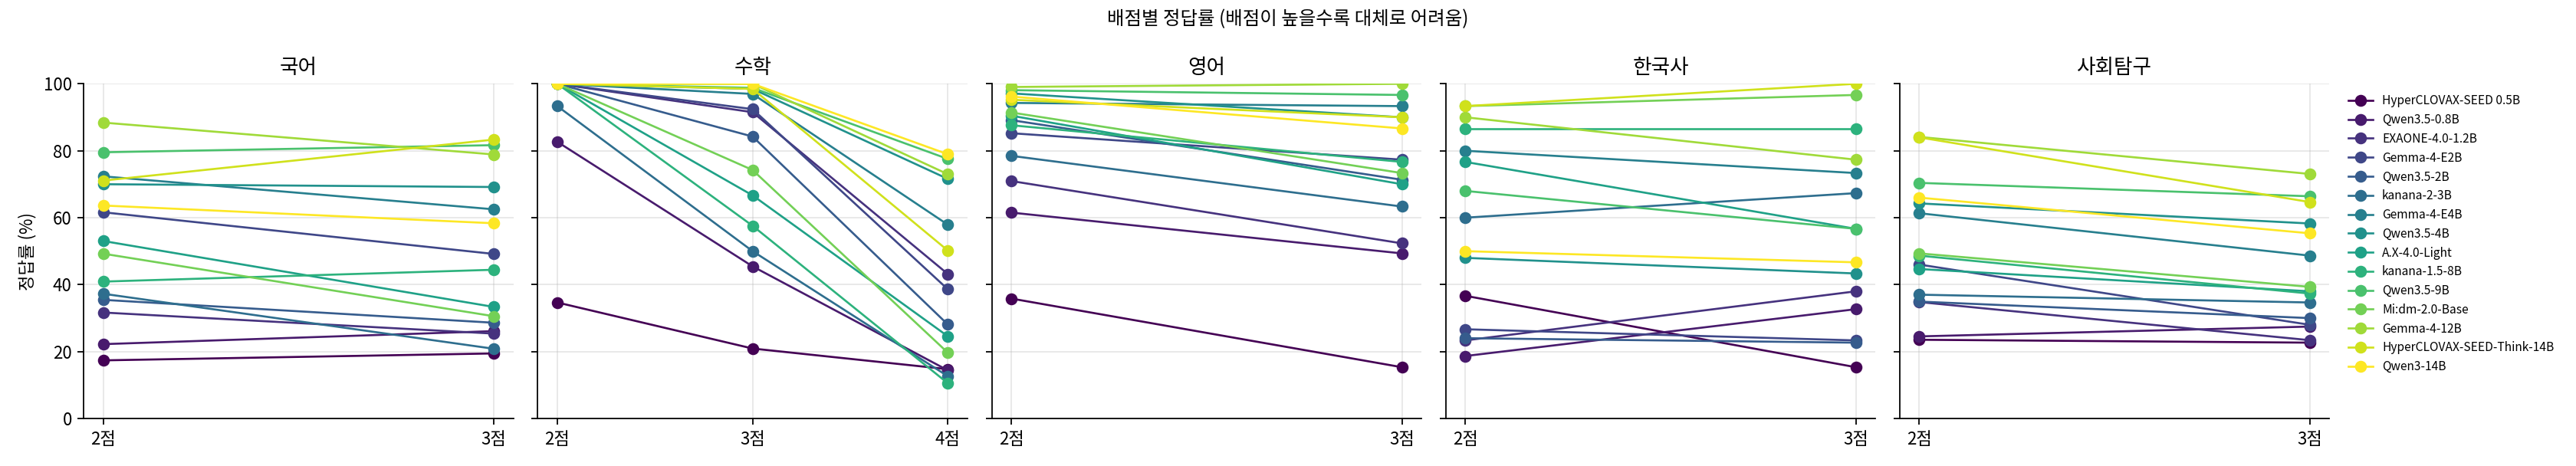 배점별 정답률 (배점이 높을수록 대체로 어려움)
국어
수학
영어
한국사
사회탐구
정답률 (%)
100
80
60
40
20
0
2점
3점
2점
3점
4점
2점
3점
2점
3점
2점
3점
HyperCLOVAX-SEED 0.5B
Qwen3.5-0.8B
EXAONE-4.0-1.2B
Gemma-4-E2B
Qwen3.5-2B
kanana-2-3B
Gemma-4-E4B
Qwen3.5-4B
A.X-4.0-Light
kanana-1.5-8B
Qwen3.5-9B
Mi:dm-2.0-Base
Gemma-4-12B
HyperCLOVAX-SEED-Think-14B
Qwen3-14B